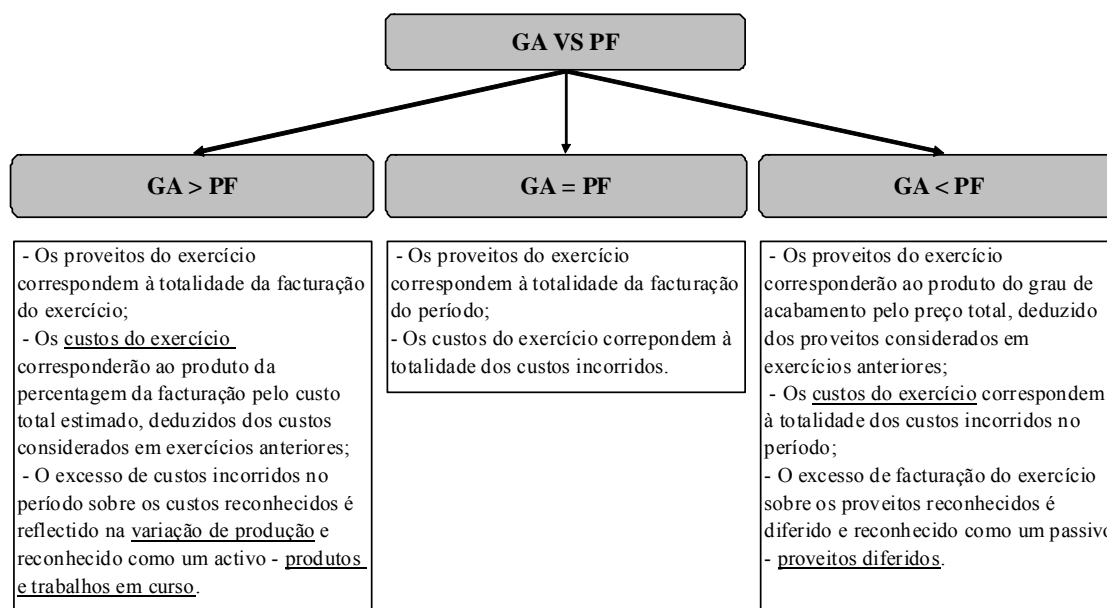 GA VS PF
GA > PF
GA = PF
GA < PF
- Os proveitos do exercício
correspondem à totalidade da facturação
do exercício;
- Os custos do exercício
corresponderão ao produto da
percentagem da facturação pelo custo
total estimado, deduzidos dos custos
considerados em exercícios anteriores;
- O excesso de custos incorridos no
período sobre os custos reconhecidos é
reflectido na variação de produção e
reconhecido como um activo - produtos
e trabalhos em curso.
- Os proveitos do exercício
correspondem à totalidade da facturação
do período;
- Os custos do exercício correpondem à
totalidade dos custos incorridos.
- Os proveitos do exercício
corresponderão ao produto do grau de
acabamento pelo preço total, deduzido
dos proveitos considerados em
exercícios anteriores;
- Os custos do exercício correspondem
à totalidade dos custos incorridos no
período;
- O excesso de facturação do exercício
sobre os proveitos reconhecidos é
diferido e reconhecido como um passivo
- proveitos diferidos.